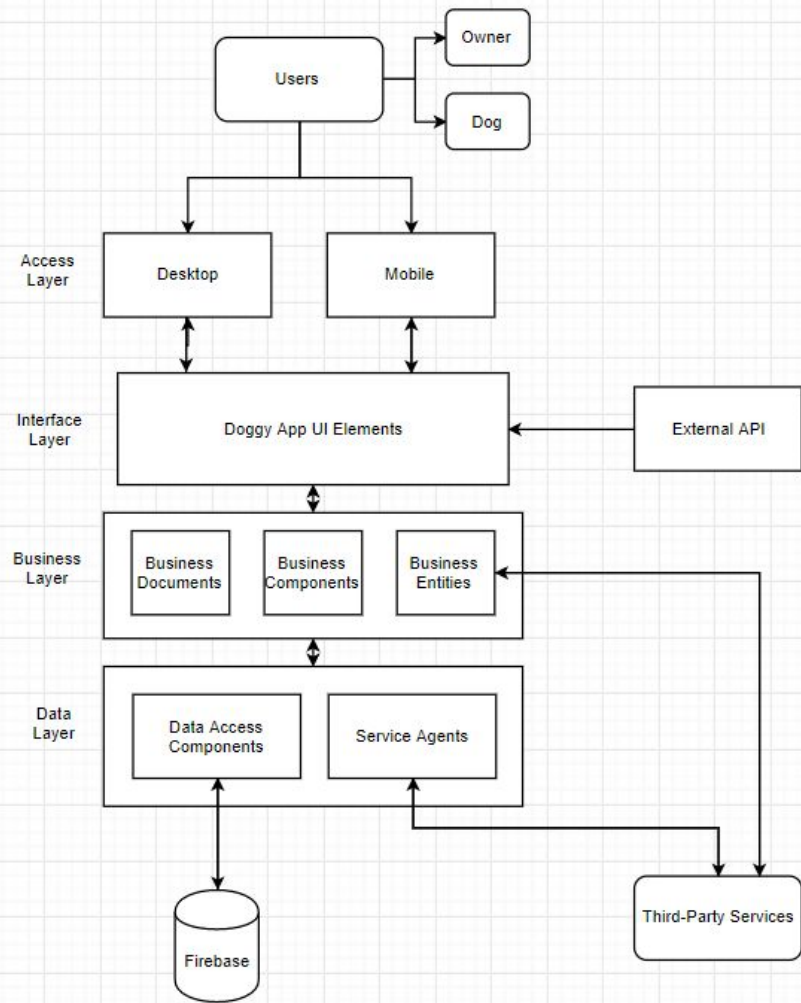 Owner
Users
Dog
Access
Layer
Desktop
Mobile
Interface
Layer
Doggy App UI Elements
External API
Business
Layer
Business
Documents
Business
Components
Business
Entities
Data
Layer
Data Access
Components
Service Agents
Third-Party Services
Firebase